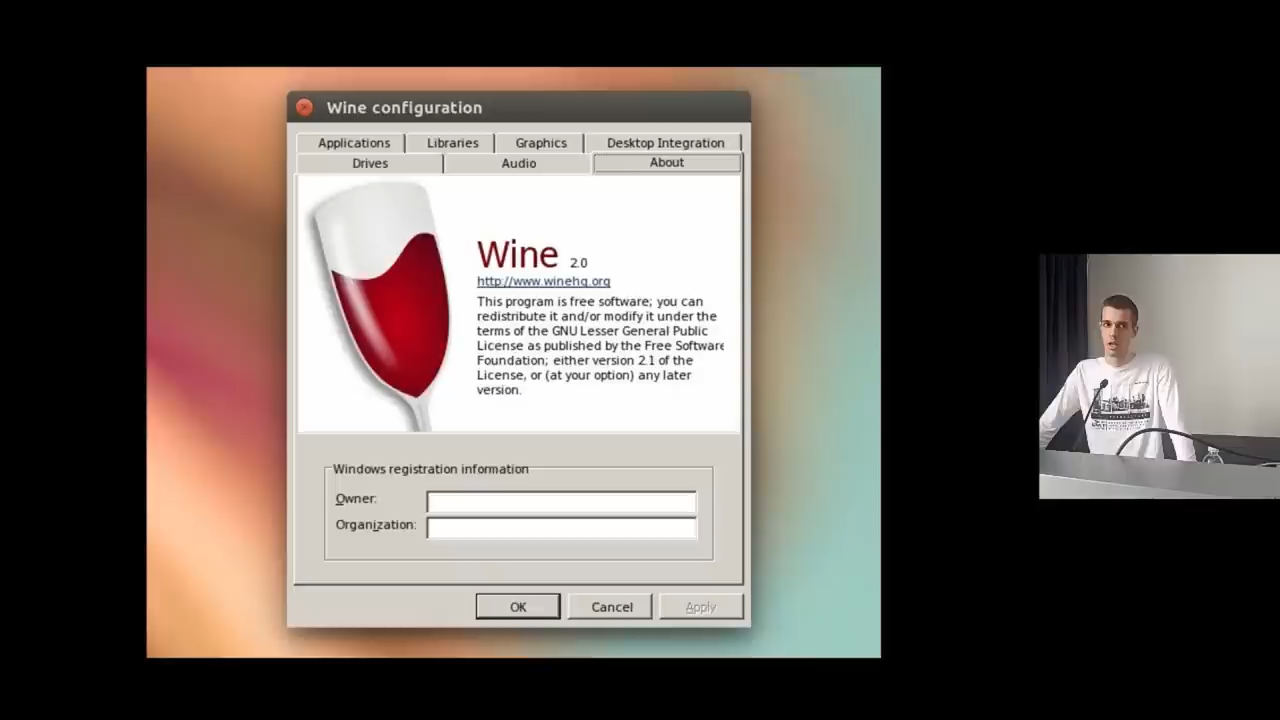 Wine configuration
Applications Libraries Graphics Desktop Integration
Drives Audio About
Wine 2.0
http://www.winehq.org
This program is free software; you can
redistribute it and/or modify it under the
terms of the GNU Lesser General Public
License as published by the Free Software
Foundation; either version 2.1 of the
License, or (at your option) any later
version.
Windows registration information
Owner:
Organization:
OK Cancel Apply